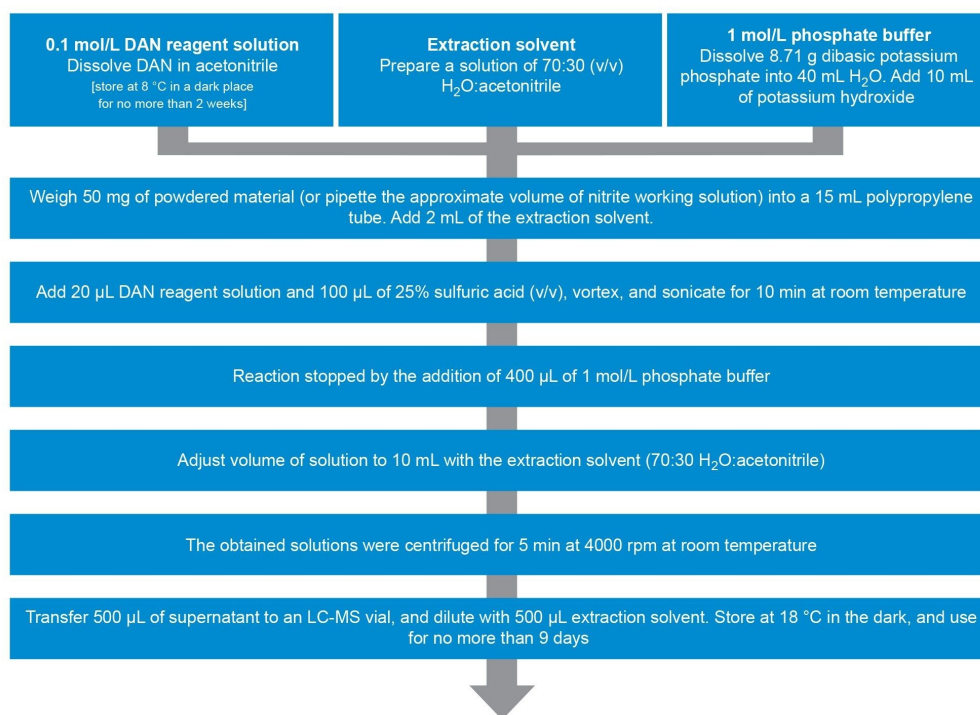 0.1 mol/L DAN reagent solution
Dissolve DAN in acetonitrile
[store at 8 °C in a dark place
for no more than 2 weeks]
Extraction solvent
Prepare a solution of 70:30 (v/v)
H₂O:acetonitrile
1 mol/L phosphate buffer
Dissolve 8.71 g dibasic potassium
phosphate into 40 mL H₂O. Add 10 mL
of potassium hydroxide
Weigh 50 mg of powdered material (or pipette the approximate volume of nitrite working solution) into a 15 mL polypropylene
tube. Add 2 mL of the extraction solvent.
Add 20 µL DAN reagent solution and 100 µL of 25% sulfuric acid (v/v), vortex, and sonicate for 10 min at room temperature
Reaction stopped by the addition of 400 µL of 1 mol/L phosphate buffer
Adjust volume of solution to 10 mL with the extraction solvent (70:30 H₂O:acetonitrile)
The obtained solutions were centrifuged for 5 min at 4000 rpm at room temperature
Transfer 500 µL of supernatant to an LC-MS vial, and dilute with 500 µL extraction solvent. Store at 18 °C in the dark, and use
for no more than 9 days